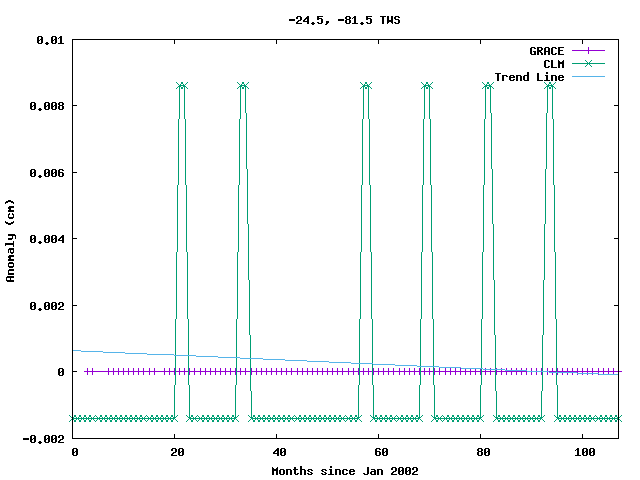 -24.5, -81.5 TWS
0.01
GRACE
CLM
Trend Line
0.008
0.006
0.004
0.002
0
-0.002
Anomaly (cm)
0 20 40 60 80 100
Months since Jan 2002